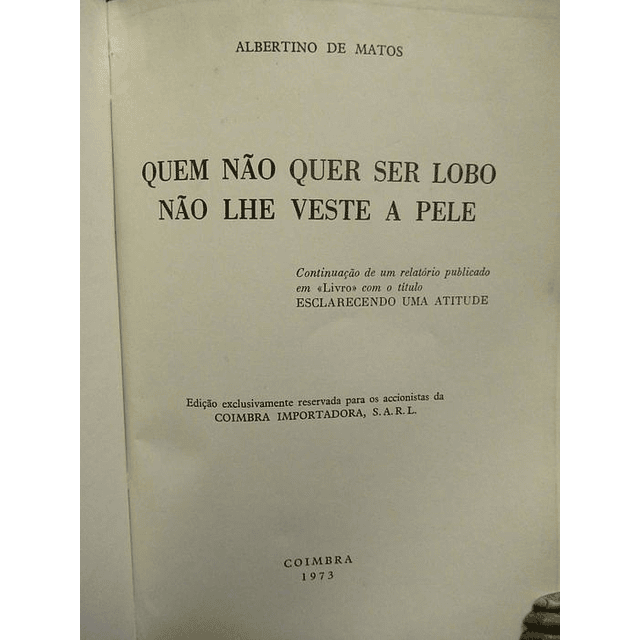 ALBERTINO DE MATOS
QUEM NÃO QUER SER LOBO
NÃO LHE VESTE A PELE
Continuação de um relatório publicado
em «Livro» com o título
ESCLARECENDO UMA ATITUDE
Edição exclusivamente reservada para os accionistas da
COIMBRA IMPORTADORA, S.A.R.L.
COIMBRA
1973